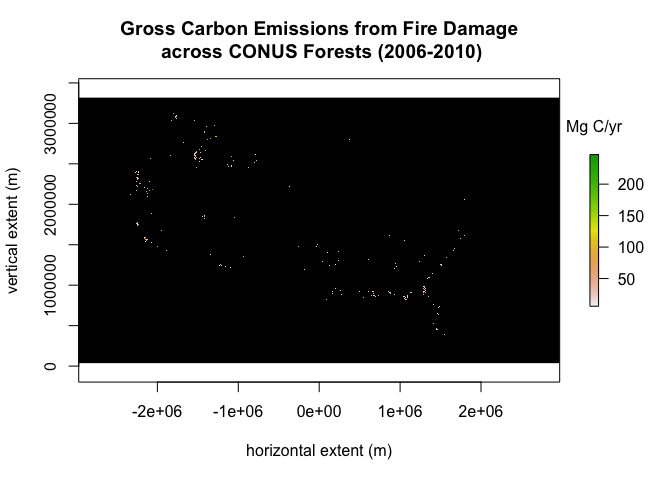 Gross Carbon Emissions from Fire Damage
across CONUS Forests (2006-2010)
Mg C/yr
200
150
100
50
vertical extent (m)
3000000
2000000
1000000
0
-2e+06 -1e+06 0e+00 1e+06 2e+06
horizontal extent (m)